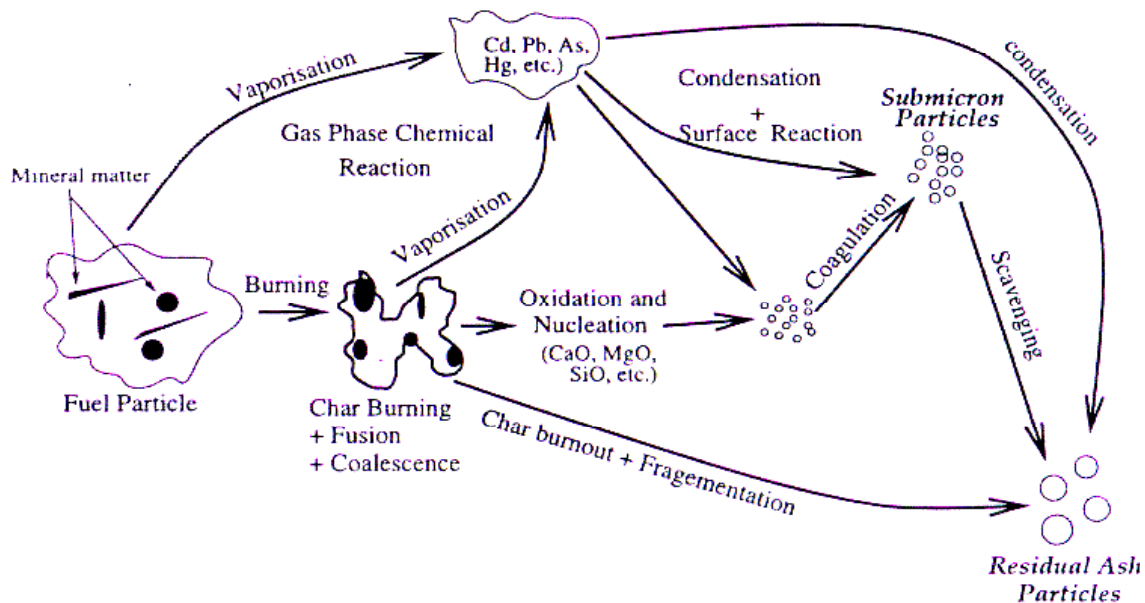 Cd, Pb, As,
Hg, etc.)
Vaporisation
condensation
Condensation
+
Surface Reaction
Submicron
Particles
Gas Phase Chemical
Reaction
Mineral matter
Vaporisation
Coagulation
Scavenging
Burning
Oxidation and
Nucleation
(CaO, MgO,
SiO, etc.)
Fuel Particle
Char Burning
+ Fusion
+ Coalescence
Char burnout + Fragementation
Residual Ash
Particles